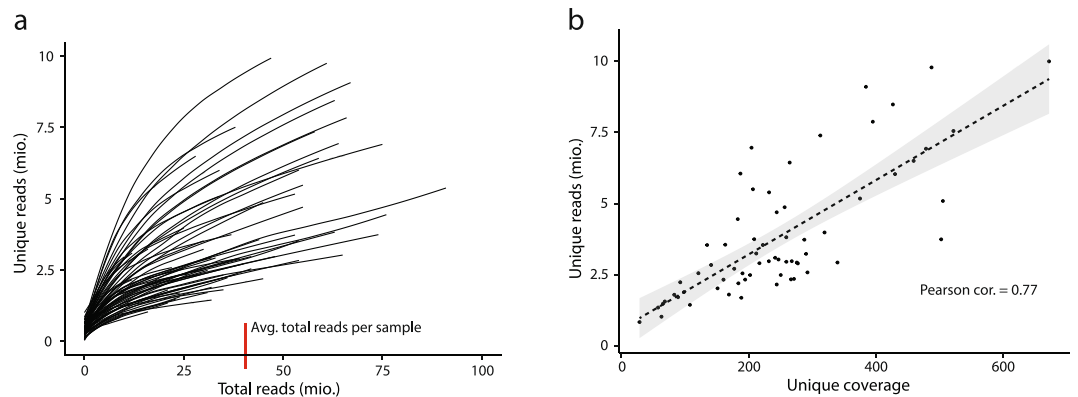 a
Unique reads (mio.)
10
7.5
5
2.5
0
0
25
50
75
100
Avg. total reads per sample
Total reads (mio.)
b
Unique reads (mio.)
10
7.5
5
2.5
0
0
200
400
600
Pearson cor. = 0.77
Unique coverage